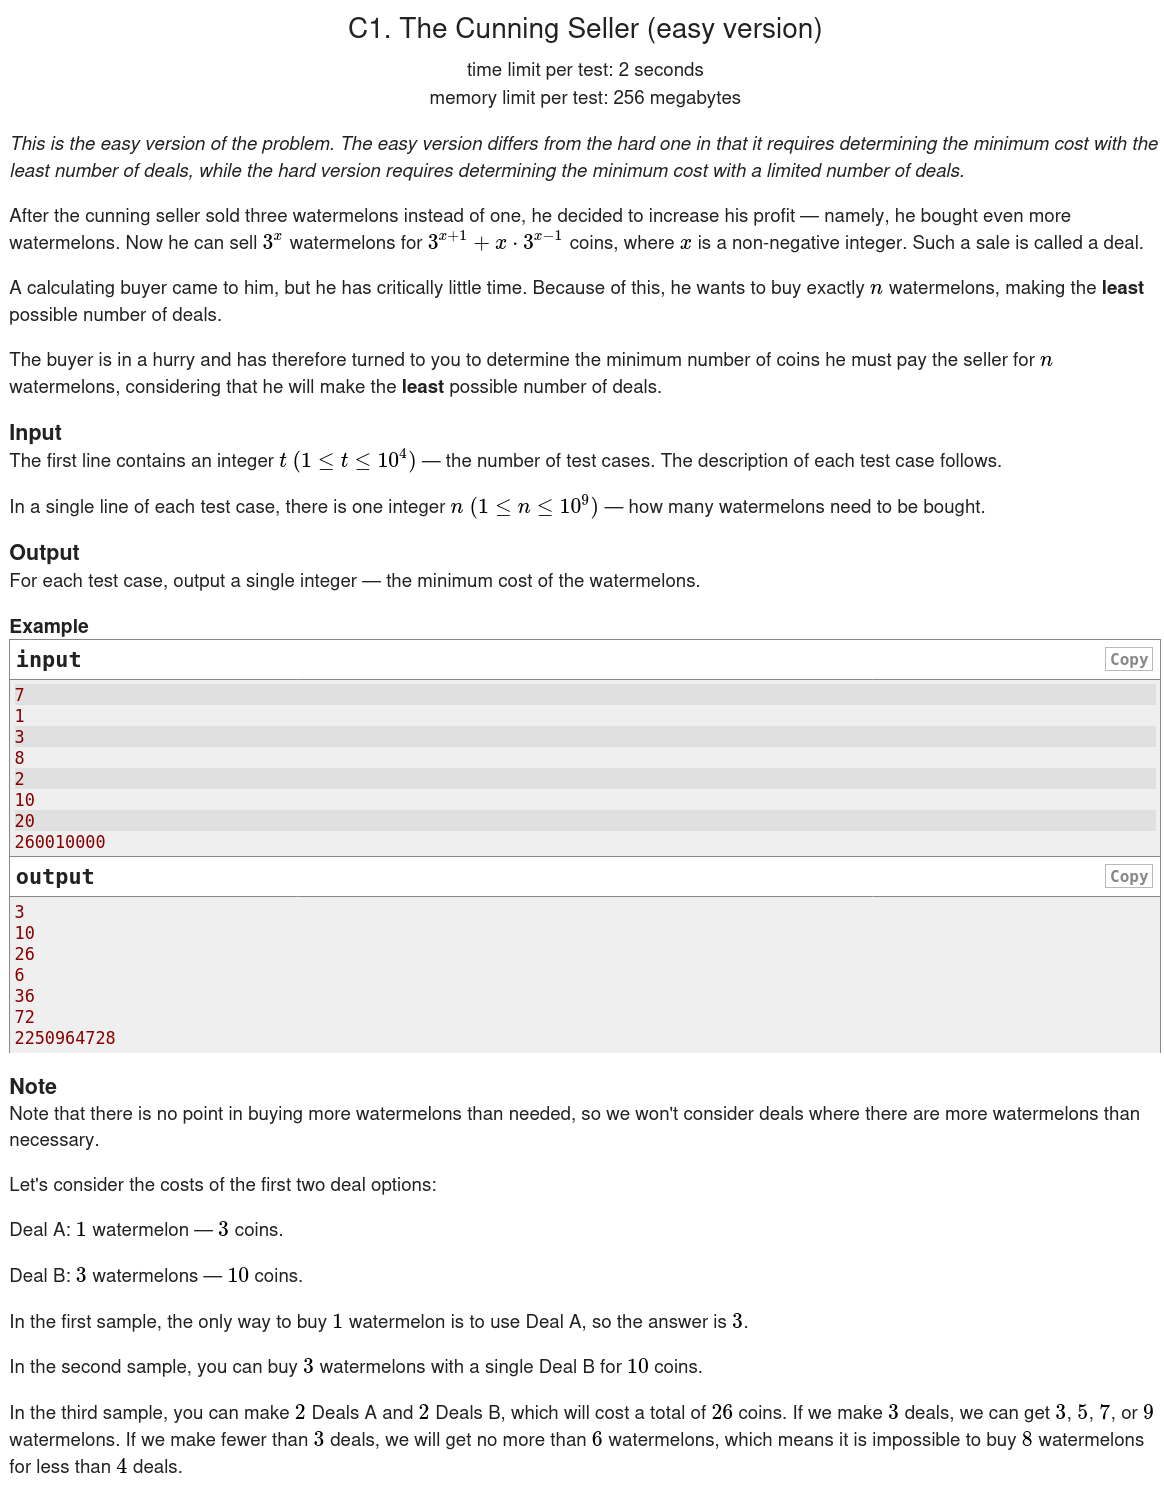 C1. The Cunning Seller (easy version)
time limit per test: 2 seconds
memory limit per test: 256 megabytes
This is the easy version of the problem. The easy version differs from the hard one in that it requires determining the minimum cost with the
least number of deals, while the hard version requires determining the minimum cost with a limited number of deals.
After the cunning seller sold three watermelons instead of one, he decided to increase his profit — namely, he bought even more
watermelons. Now he can sell 3^x watermelons for 3^{x+1} + x · 3^{x−1} coins, where x is a non-negative integer. Such a sale is called a deal.
A calculating buyer came to him, but he has critically little time. Because of this, he wants to buy exactly n watermelons, making the least
possible number of deals.
The buyer is in a hurry and has therefore turned to you to determine the minimum number of coins he must pay the seller for n
watermelons, considering that he will make the least possible number of deals.
Input
The first line contains an integer t (1 ≤ t ≤ 10^4) — the number of test cases. The description of each test case follows.
In a single line of each test case, there is one integer n (1 ≤ n ≤ 10^9) — how many watermelons need to be bought.
Output
For each test case, output a single integer — the minimum cost of the watermelons.
Example
input
Copy
7
1
3
8
2
10
20
260010000
output
Copy
3
10
26
6
36
72
2250964728
Note
Note that there is no point in buying more watermelons than needed, so we won't consider deals where there are more watermelons than
necessary.
Let's consider the costs of the first two deal options:
Deal A: 1 watermelon — 3 coins.
Deal B: 3 watermelons — 10 coins.
In the first sample, the only way to buy 1 watermelon is to use Deal A, so the answer is 3.
In the second sample, you can buy 3 watermelons with a single Deal B for 10 coins.
In the third sample, you can make 2 Deals A and 2 Deals B, which will cost a total of 26 coins. If we make 3 deals, we can get 3, 5, 7, or 9
watermelons. If we make fewer than 3 deals, we will get no more than 6 watermelons, which means it is impossible to buy 8 watermelons
for less than 4 deals.